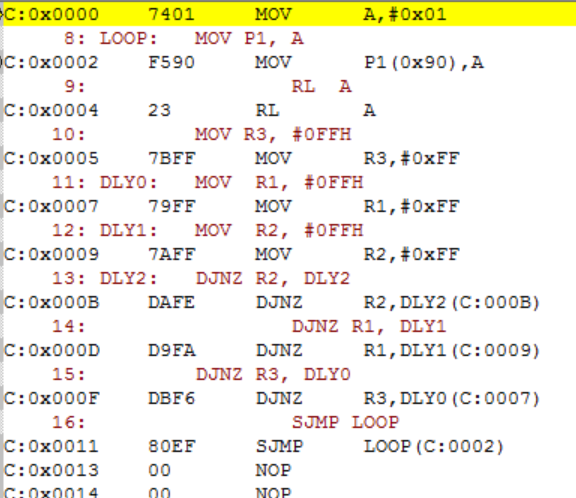 C:0x0000 7401 MOV A,#0x01
8: LOOP: MOV P1, A
C:0x0002 F590 MOV P1(0x90),A
9: RL A
C:0x0004 23 RL A
10: MOV R3, #0FFH
C:0x0005 7BFF MOV R3,#0xFF
11: DLY0: MOV R1, #0FFH
C:0x0007 79FF MOV R1,#0xFF
12: DLY1: MOV R2, #0FFH
C:0x0009 7AFF MOV R2,#0xFF
13: DLY2: DJNZ R2, DLY2
C:0x000B DAFE DJNZ R2,DLY2(C:000B)
14: DJNZ R1, DLY1
C:0x000D D9FA DJNZ R1,DLY1(C:0009)
15: DJNZ R3, DLY0
C:0x000F DBF6 DJNZ R3,DLY0(C:0007)
16: SJMP LOOP
C:0x0011 80EF SJMP LOOP(C:0002)
C:0x0013 00 NOP
C:0x0014 00 NOP